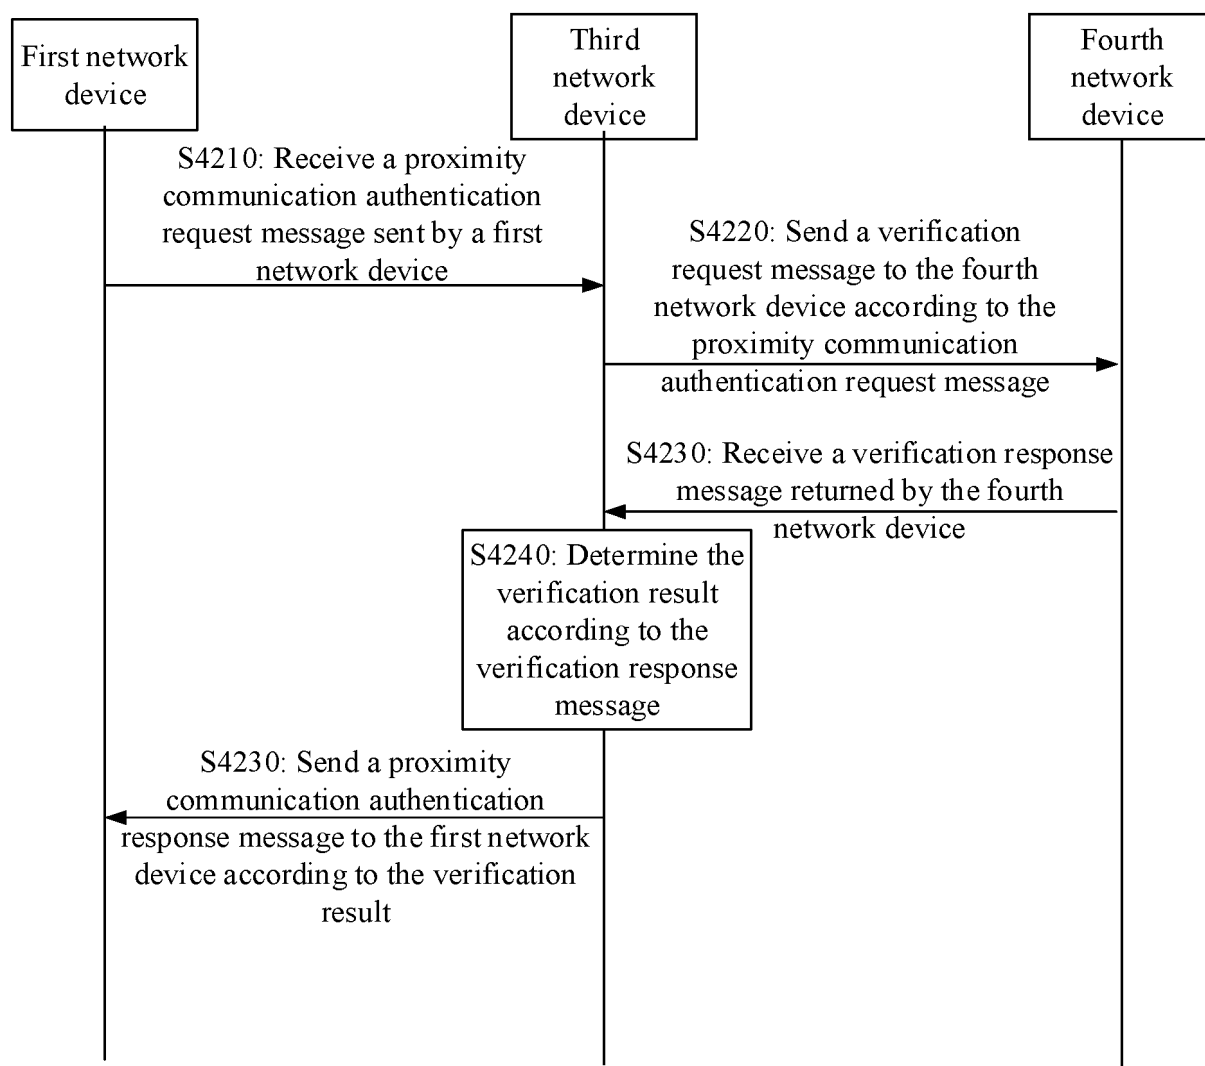 First network
device
Third
network
device
Fourth
network
device
S4210: Receive a proximity
communication authentication
request message sent by a first
network device
S4220: Send a verification
request message to the fourth
network device according to the
proximity communication
authentication request message
S4230: Receive a verification response
message returned by the fourth
network device
S4240: Determine the
verification result
according to the
verification response
message
S4230: Send a proximity
communication authentication
response message to the first network
device according to the verification
result